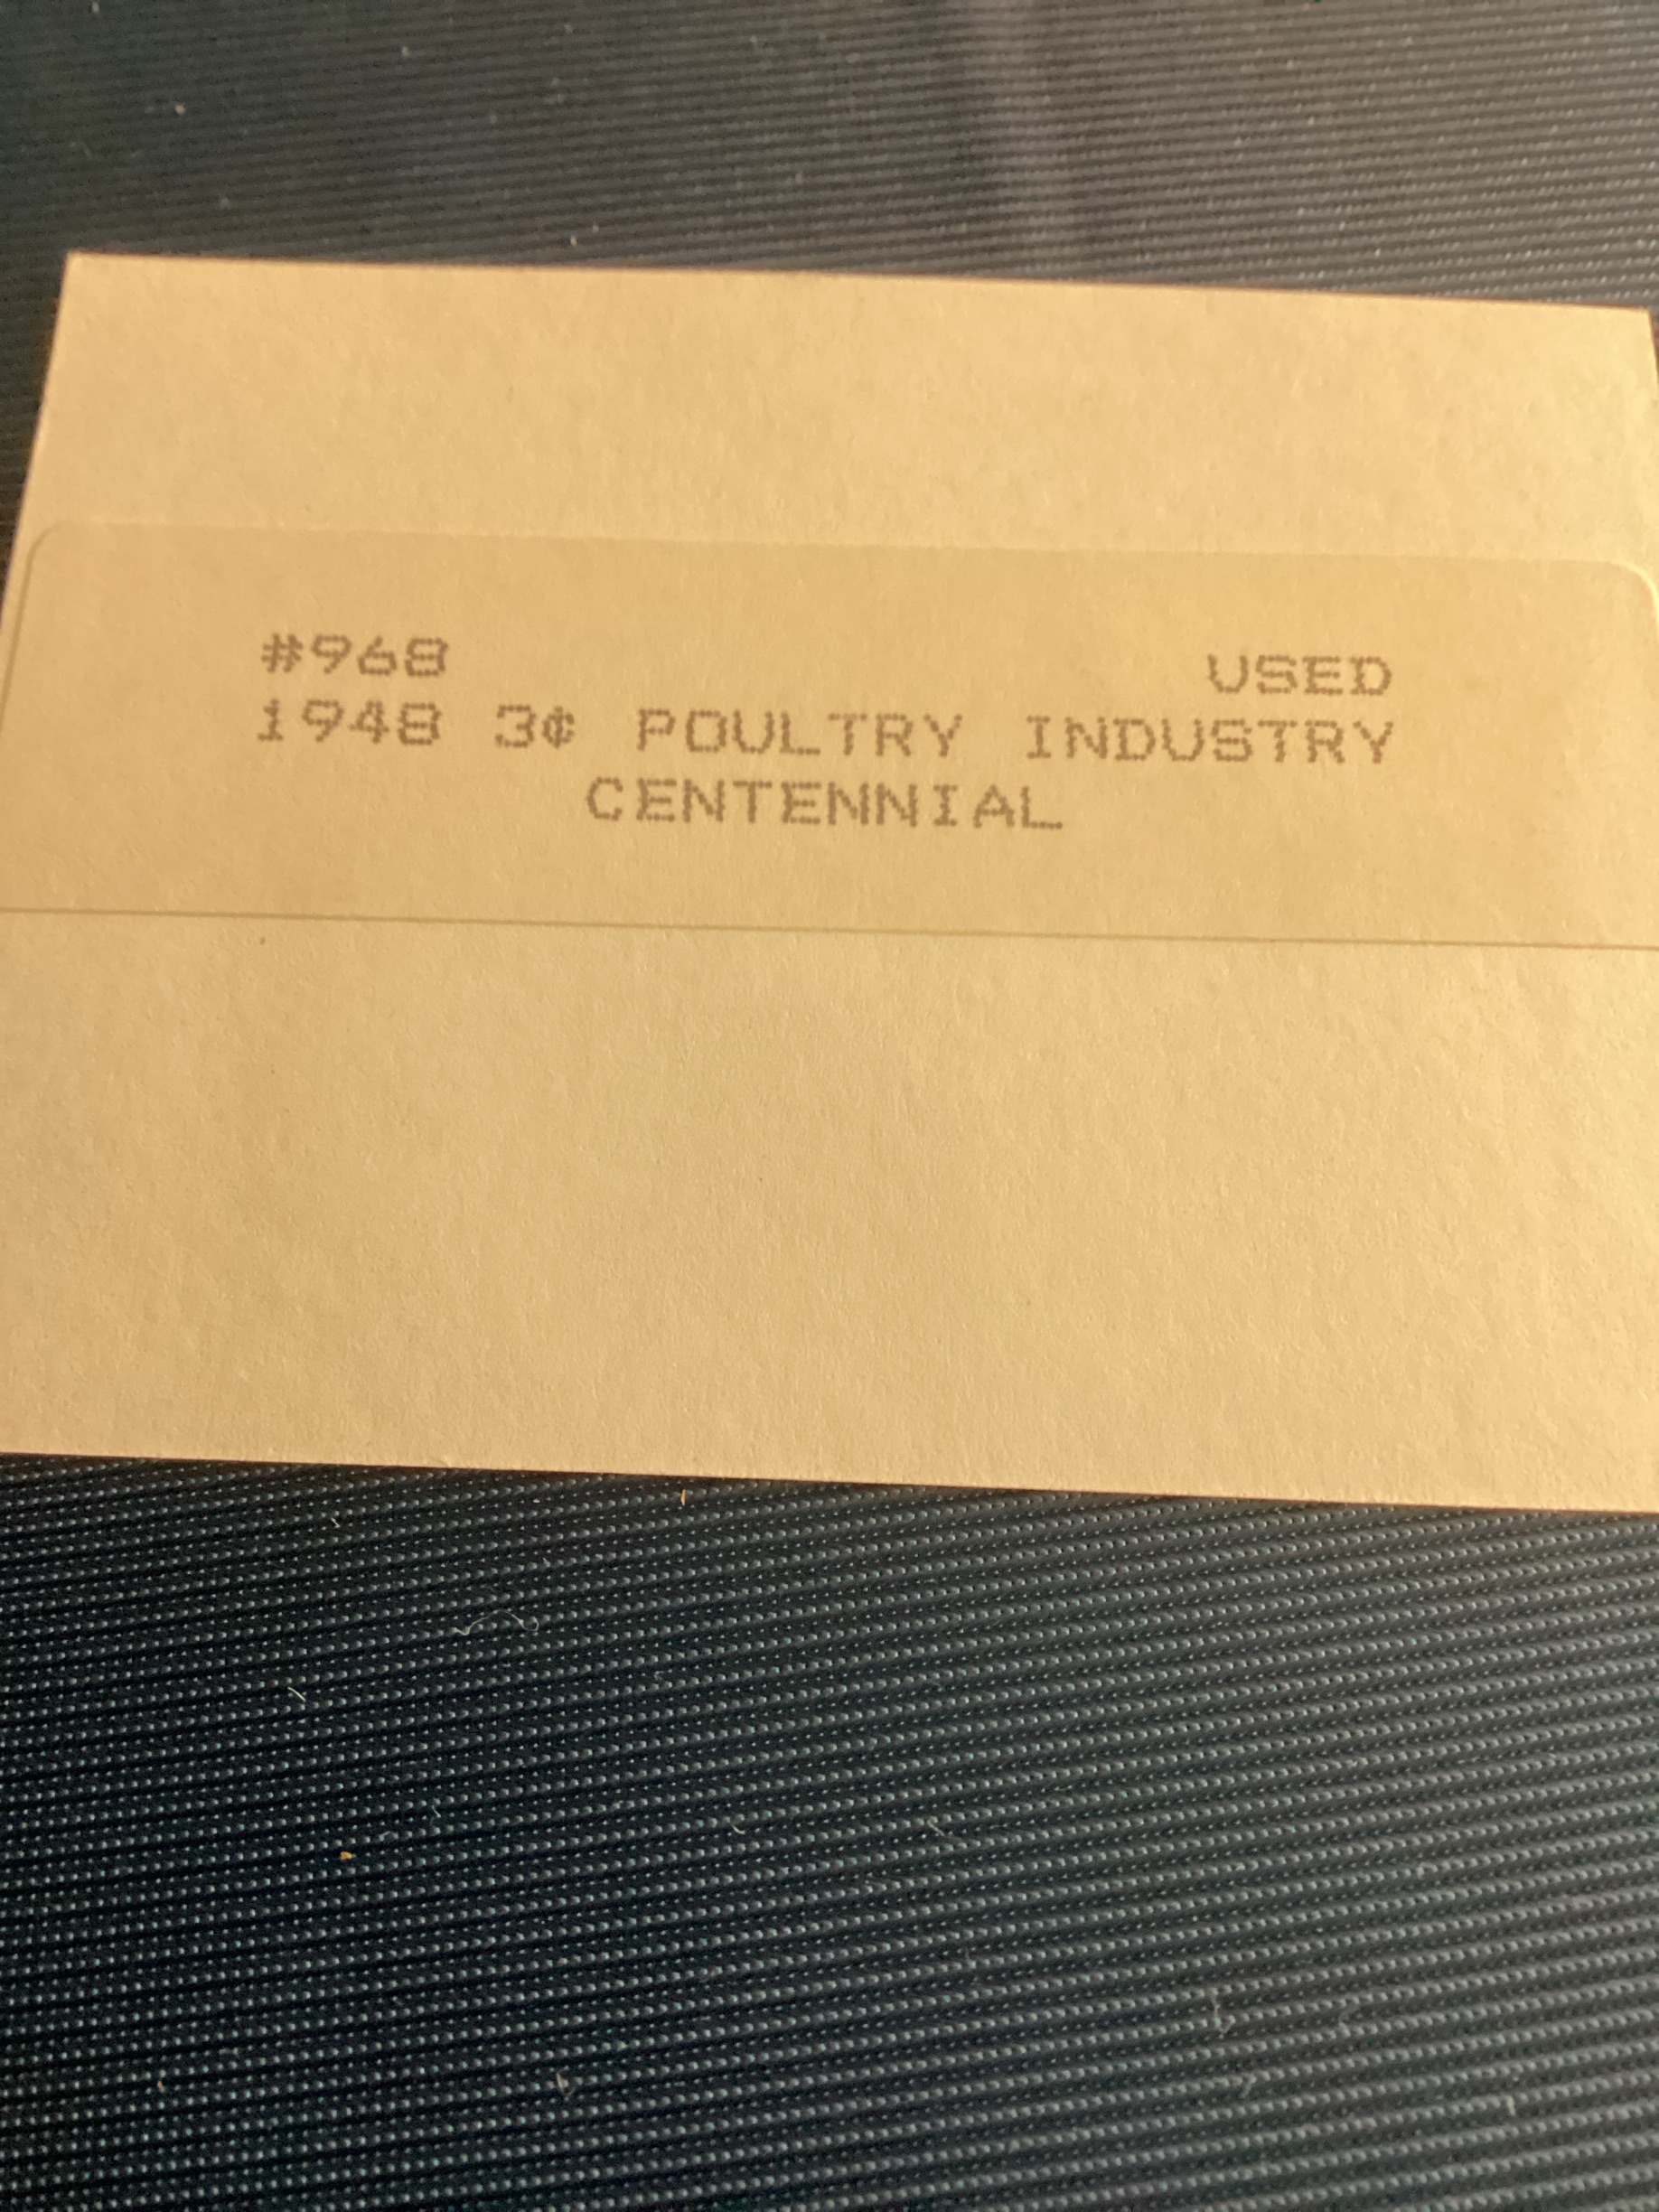 #968 USED
1948 3¢ POULTRY INDUSTRY
CENTENNIAL